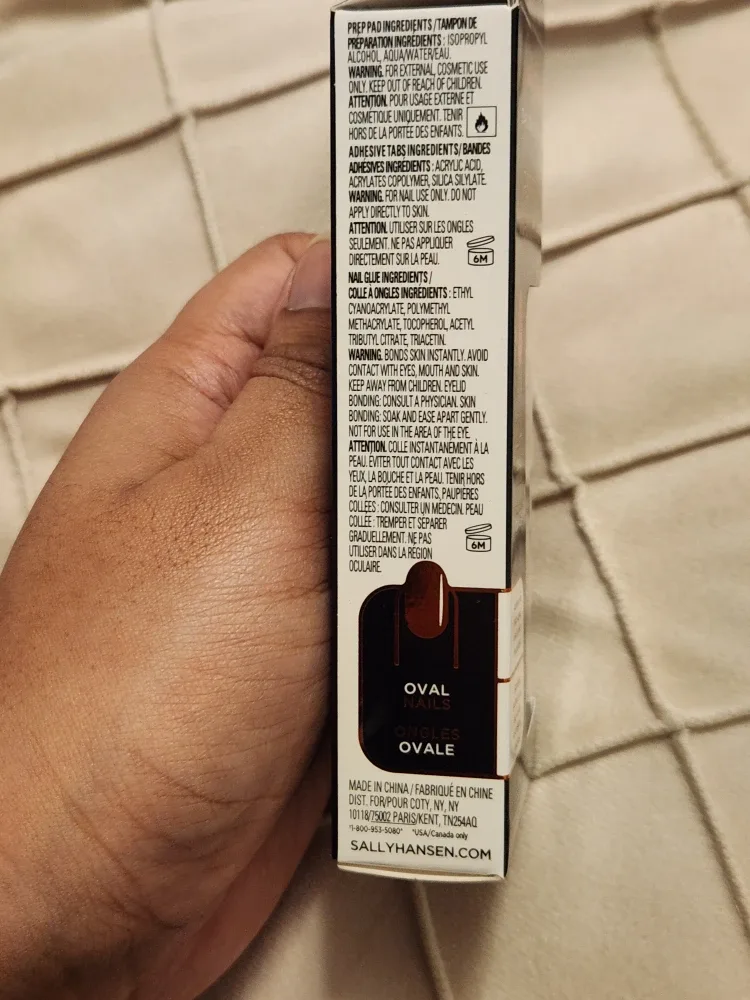 PREP PAD INGREDIENTS / TAMPON DE
PRÉPARATION INGRÉDIENTS : ISOPROPYL
ALCOHOL, AQUA/WATER/EAU.
WARNING. FOR EXTERNAL, COSMETIC USE
ONLY. KEEP OUT OF REACH OF CHILDREN.
ATTENTION. POUR USAGE EXTERNE ET
COSMÉTIQUE UNIQUEMENT. TENIR
HORS DE LA PORTÉE DES ENFANTS.
ADHESIVE TABS INGREDIENTS / BANDES
ADHÉSIVES INGRÉDIENTS : ACRYLIC ACID,
ACRYLATES COPOLYMER, SILICA SILYLATE.
WARNING. FOR NAIL USE ONLY. DO NOT
APPLY DIRECTLY TO SKIN.
ATTENTION. UTILISER SUR LES ONGLES
SEULEMENT. NE PAS APPLIQUER
DIRECTEMENT SUR LA PEAU.
6M
NAIL GLUE INGREDIENTS /
COLLE À ONGLES INGRÉDIENTS : ETHYL
CYANOACRYLATE, POLYMETHYL
METHACRYLATE, TOCOPHEROL, ACETYL
TRIBUTYL CITRATE, TRIACETIN.
WARNING. BONDS SKIN INSTANTLY. AVOID
CONTACT WITH EYES, MOUTH AND SKIN.
KEEP AWAY FROM CHILDREN. EYELID
BONDING: CONSULT A PHYSICIAN. SKIN
BONDING: SOAK AND EASE APART GENTLY.
NOT FOR USE IN THE AREA OF THE EYE.
ATTENTION. COLLE INSTANTANÉMENT À LA
PEAU. ÉVITER TOUT CONTACT AVEC LES
YEUX, LA BOUCHE ET LA PEAU. TENIR HORS
DE LA PORTÉE DES ENFANTS, PAUPIÈRES
COLLÉES : CONSULTER UN MÉDECIN. PEAU
COLLÉE : TREMPER ET SÉPARER
GRADUELLEMENT. NE PAS
UTILISER DANS LA RÉGION
OCULAIRE.
6M
OVAL
NAILS
ONGLES
OVALE
MADE IN CHINA / FABRIQUÉ EN CHINE
DIST. FOR/POUR COTY, NY, NY
10118/75002 PARIS/KENT, TN254AQ
*1-800-953-5080* *USA/Canada only
SALLYHANSEN.COM